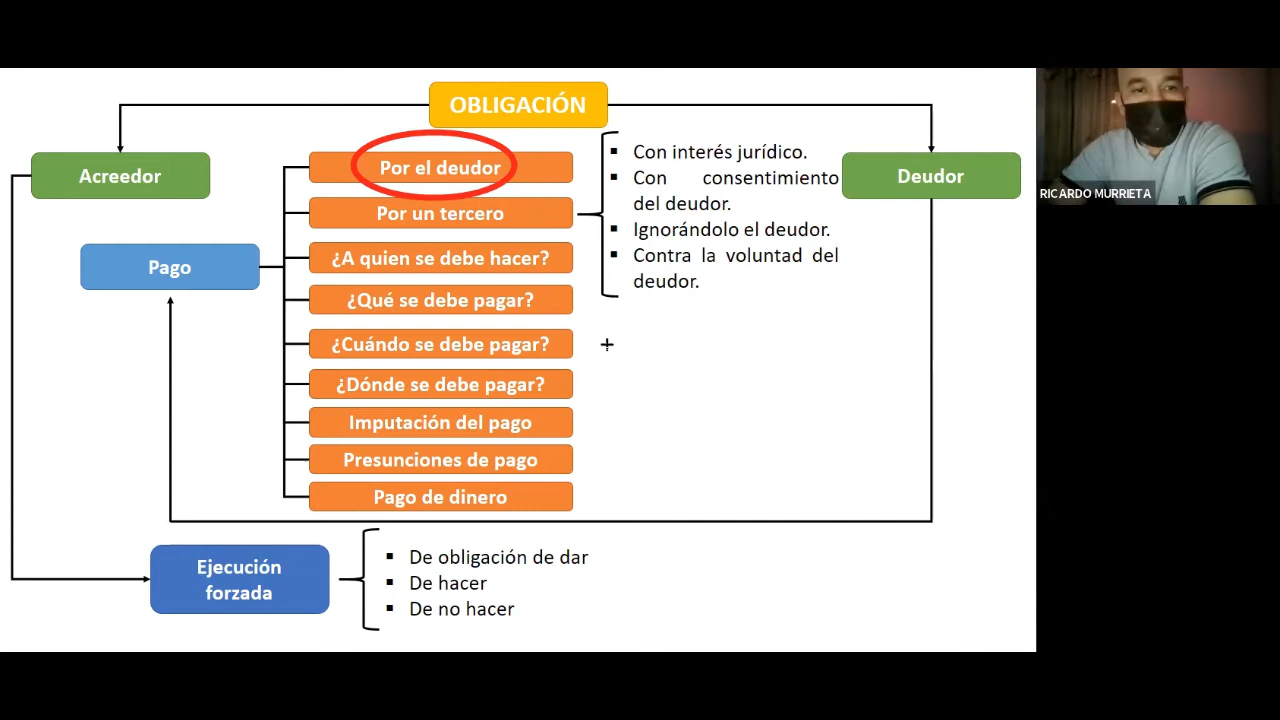 OBLIGACIÓN
Acreedor
Deudor
Por el deudor
Por un tercero
¿A quien se debe hacer?
¿Qué se debe pagar?
¿Cuándo se debe pagar?
¿Dónde se debe pagar?
Imputación del pago
Presunciones de pago
Pago de dinero
Pago
▪ Con interés jurídico.
▪ Con consentimiento
del deudor.
▪ Ignorándolo el deudor.
▪ Contra la voluntad del
deudor.
Ejecución
forzada
▪ De obligación de dar
▪ De hacer
▪ De no hacer
RICARDO MURRIETA